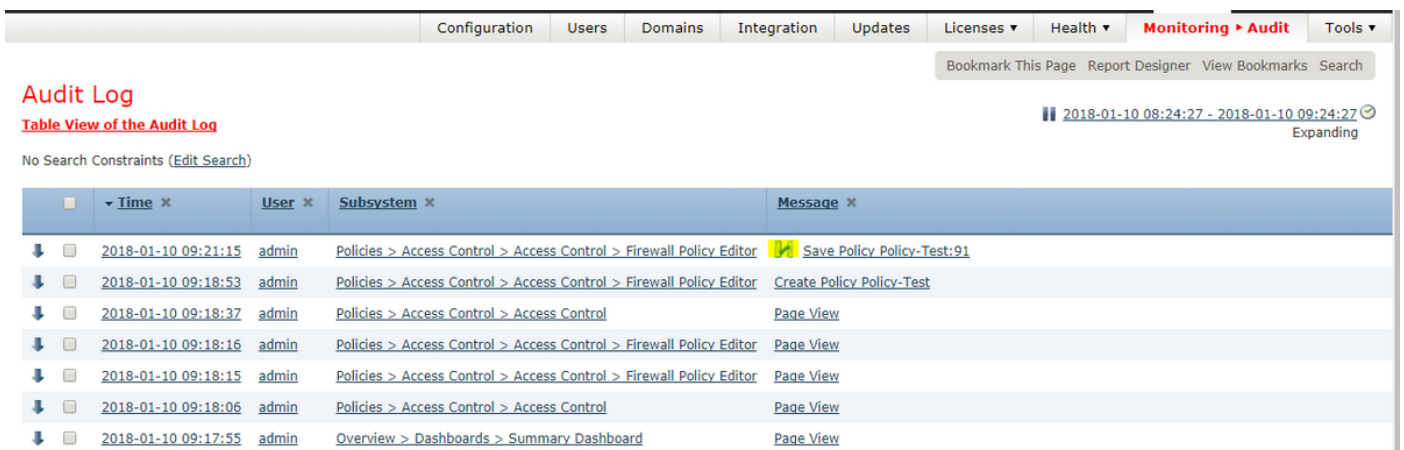 Configuration Users Domains Integration Updates Licenses ▾ Health ▾ Monitoring ▸ Audit Tools ▾
Bookmark This Page Report Designer View Bookmarks Search
Audit Log
Table View of the Audit Log
2018-01-10 08:24:27 - 2018-01-10 09:24:27
Expanding
No Search Constraints (Edit Search)
Time × User × Subsystem × Message ×
2018-01-10 09:21:15 admin Policies > Access Control > Access Control > Firewall Policy Editor Save Policy Policy-Test:91
2018-01-10 09:18:53 admin Policies > Access Control > Access Control > Firewall Policy Editor Create Policy Policy-Test
2018-01-10 09:18:37 admin Policies > Access Control > Access Control Page View
2018-01-10 09:18:16 admin Policies > Access Control > Access Control > Firewall Policy Editor Page View
2018-01-10 09:18:15 admin Policies > Access Control > Access Control > Firewall Policy Editor Page View
2018-01-10 09:18:06 admin Policies > Access Control > Access Control Page View
2018-01-10 09:17:55 admin Overview > Dashboards > Summary Dashboard Page View